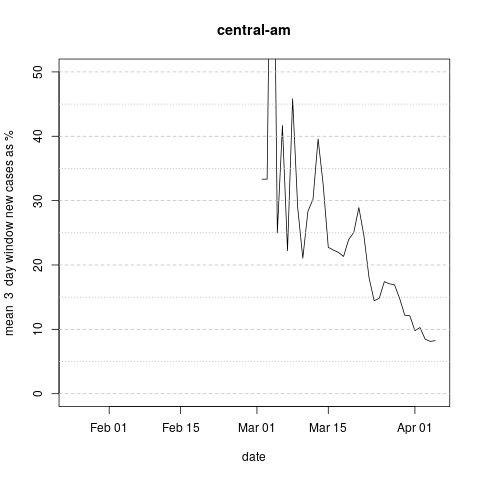 central-am
mean  3  day window new cases as %
50
40
30
20
10
0
Feb 01
Feb 15
Mar 01
Mar 15
Apr 01
date